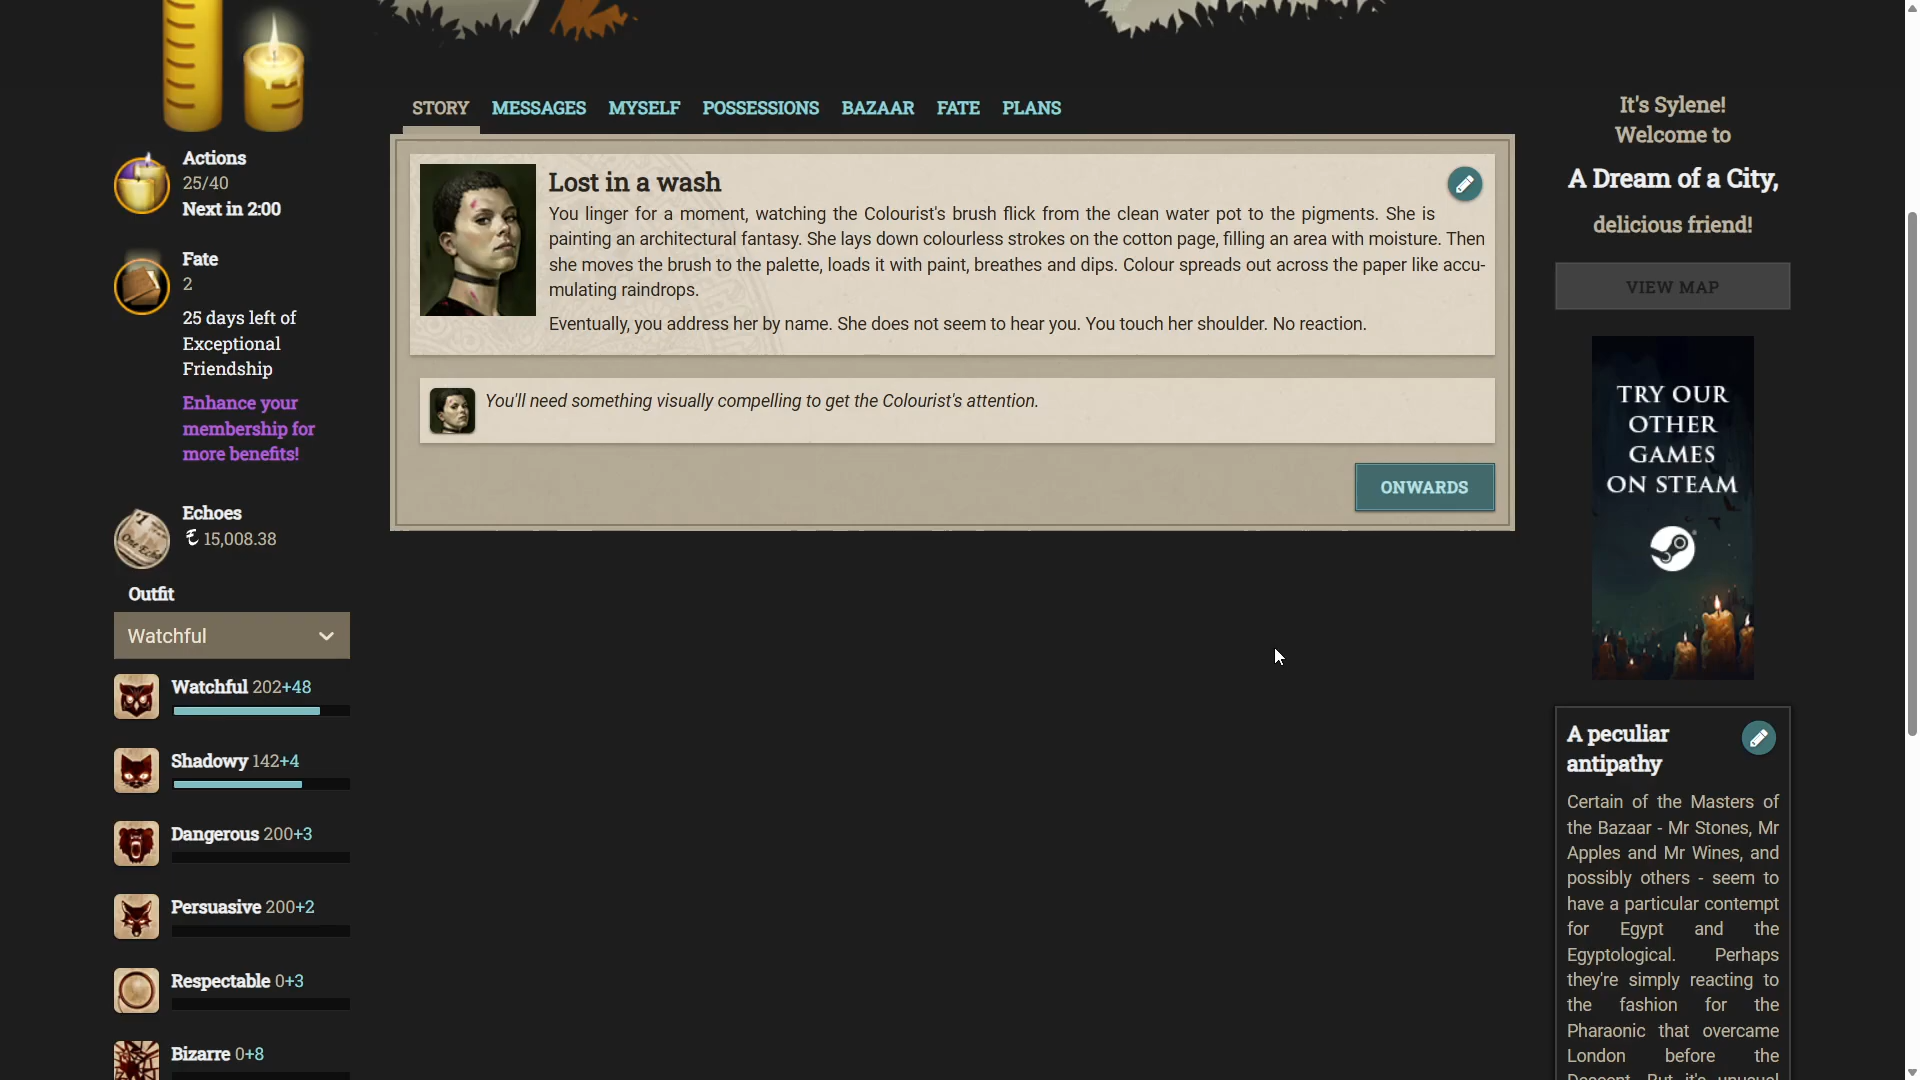 STORY MESSAGES MYSELF POSSESSIONS BAZAAR FATE PLANS
Actions
25/40
Next in 2:00
Fate
2
25 days left of
Exceptional
Friendship
Enhance your
membership for
more benefits!
Echoes
15,008.38
Outfit
Watchful
Watchful 202+48
Shadowy 142+4
Dangerous 200+3
Persuasive 200+2
Respectable 0+3
Bizarre 0+8
Lost in a wash
You linger for a moment, watching the Colourist's brush flick from the clean water pot to the pigments. She is
painting an architectural fantasy. She lays down colourless strokes on the cotton page, filling an area with moisture. Then
she moves the brush to the palette, loads it with paint, breathes and dips. Colour spreads out across the paper like accu-
mulating raindrops.
Eventually, you address her by name. She does not seem to hear you. You touch her shoulder. No reaction.
You'll need something visually compelling to get the Colourist's attention.
ONWARDS
It's Sylene!
Welcome to
A Dream of a City,
delicious friend!
VIEW MAP
TRY OUR
OTHER
GAMES
ON STEAM
A peculiar
antipathy
Certain of the Masters of
the Bazaar - Mr Stones, Mr
Apples and Mr Wines, and
possibly others - seem to
have a particular contempt
for Egypt and the
Egyptological. Perhaps
they're simply reacting to
the fashion for the
Pharaonic that overcame
London before the